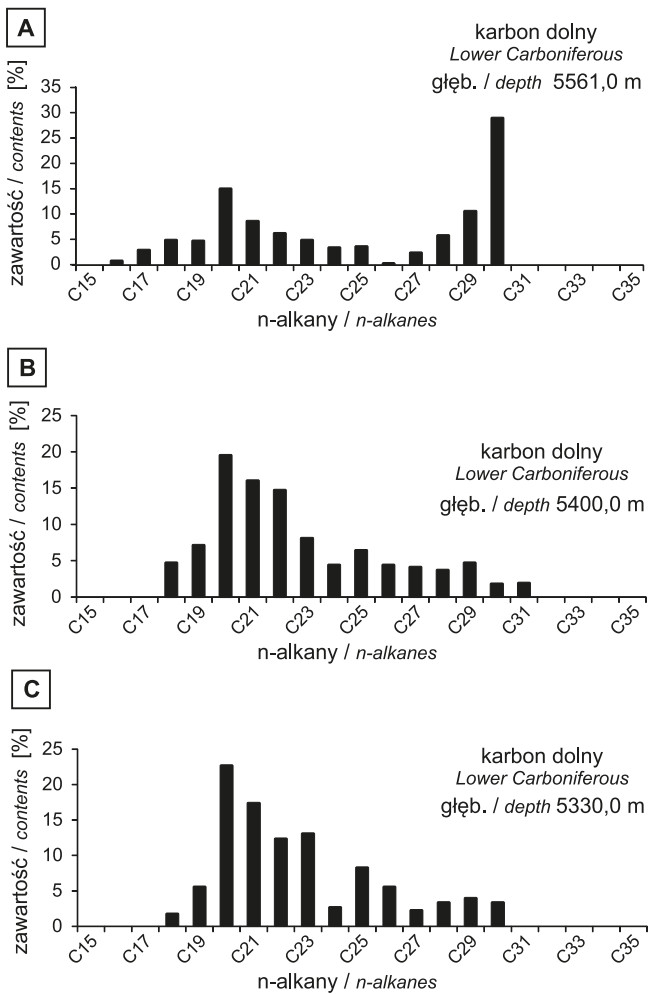 A
karbon dolny
Lower Carboniferous
głęb. / depth 5561,0 m
zawartość / contents [%]
35
30
25
20
15
10
5
0
C15 C17 C19 C21 C23 C25 C27 C29 C31 C33 C35
n-alkany / n-alkanes
B
karbon dolny
Lower Carboniferous
głęb. / depth 5400,0 m
zawartość / contents [%]
25
20
15
10
5
0
C15 C17 C19 C21 C23 C25 C27 C29 C31 C33 C35
n-alkany / n-alkanes
C
karbon dolny
Lower Carboniferous
głęb. / depth 5330,0 m
zawartość / contents [%]
25
20
15
10
5
0
C15 C17 C19 C21 C23 C25 C27 C29 C31 C33 C35
n-alkany / n-alkanes